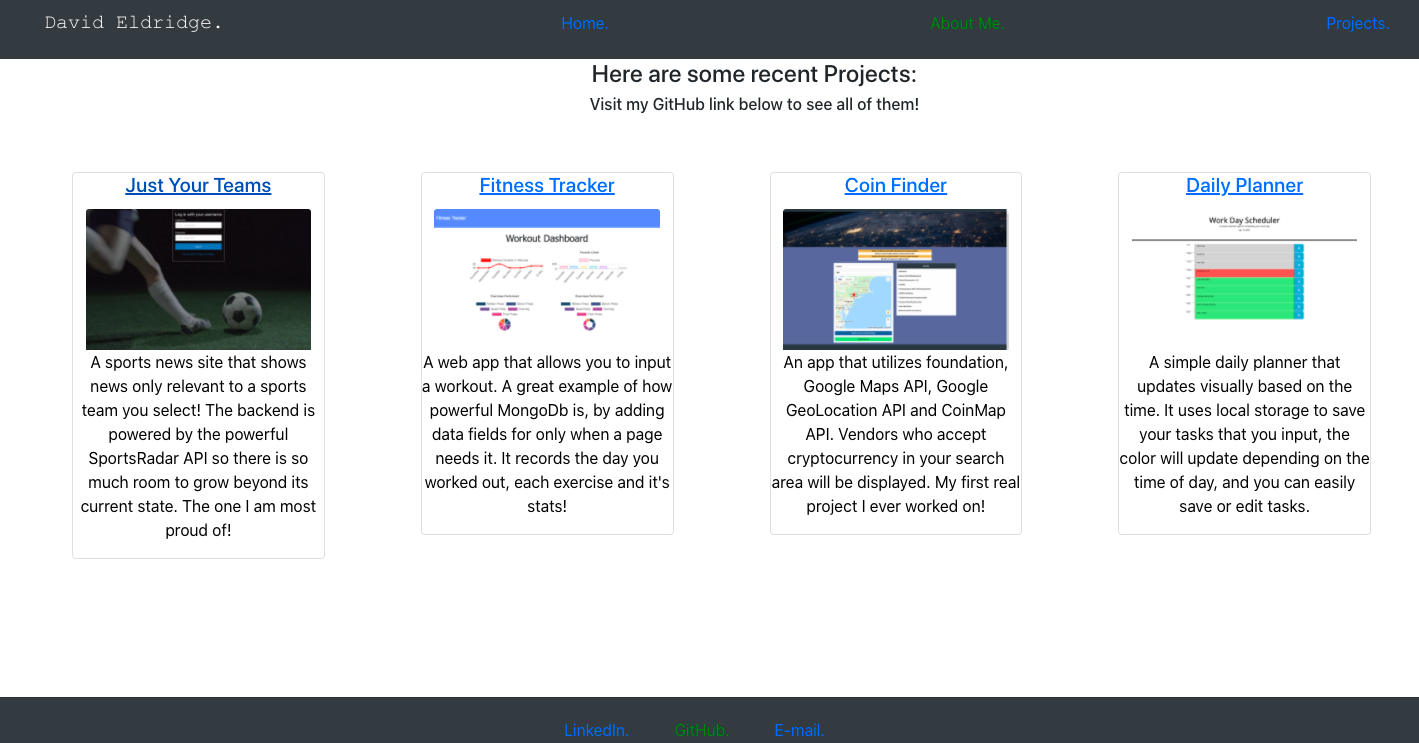 David Eldridge.
Home.
About Me.
Projects.
Here are some recent Projects:
Visit my GitHub link below to see all of them!
Just Your Teams
Log in with your username
A sports news site that shows
news only relevant to a sports
team you select! The backend is
powered by the powerful
SportsRadar API so there is so
much room to grow beyond its
current state. The one I am most
proud of!
Fitness Tracker
Fitness Tracker
Workout Dashboard
A web app that allows you to input
a workout. A great example of how
powerful MongoDb is, by adding
data fields for only when a page
needs it. It records the day you
worked out, each exercise and it's
stats!
Coin Finder
An app that utilizes foundation,
Google Maps API, Google
GeoLocation API and CoinMap
API. Vendors who accept
cryptocurrency in your search
area will be displayed. My first real
project I ever worked on!
Daily Planner
Work Day Scheduler
A simple daily planner that
updates visually based on the
time. It uses local storage to save
your tasks that you input, the
color will update depending on the
time of day, and you can easily
save or edit tasks.
LinkedIn.
GitHub.
E-mail.